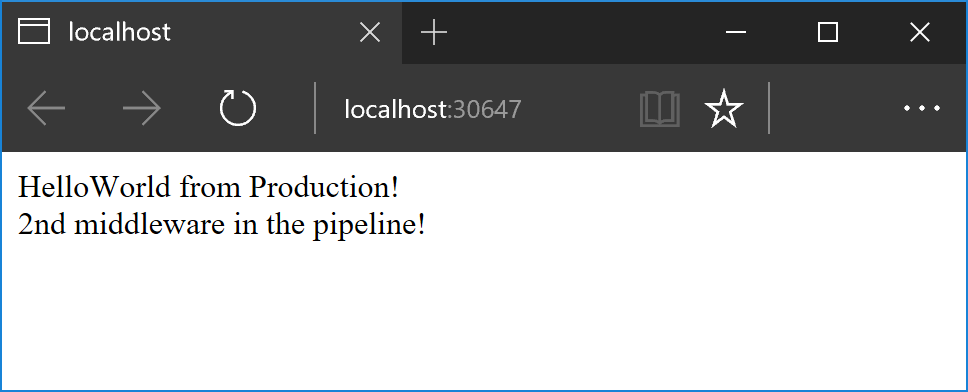 localhost
localhost:30647
HelloWorld from Production!
2nd middleware in the pipeline!